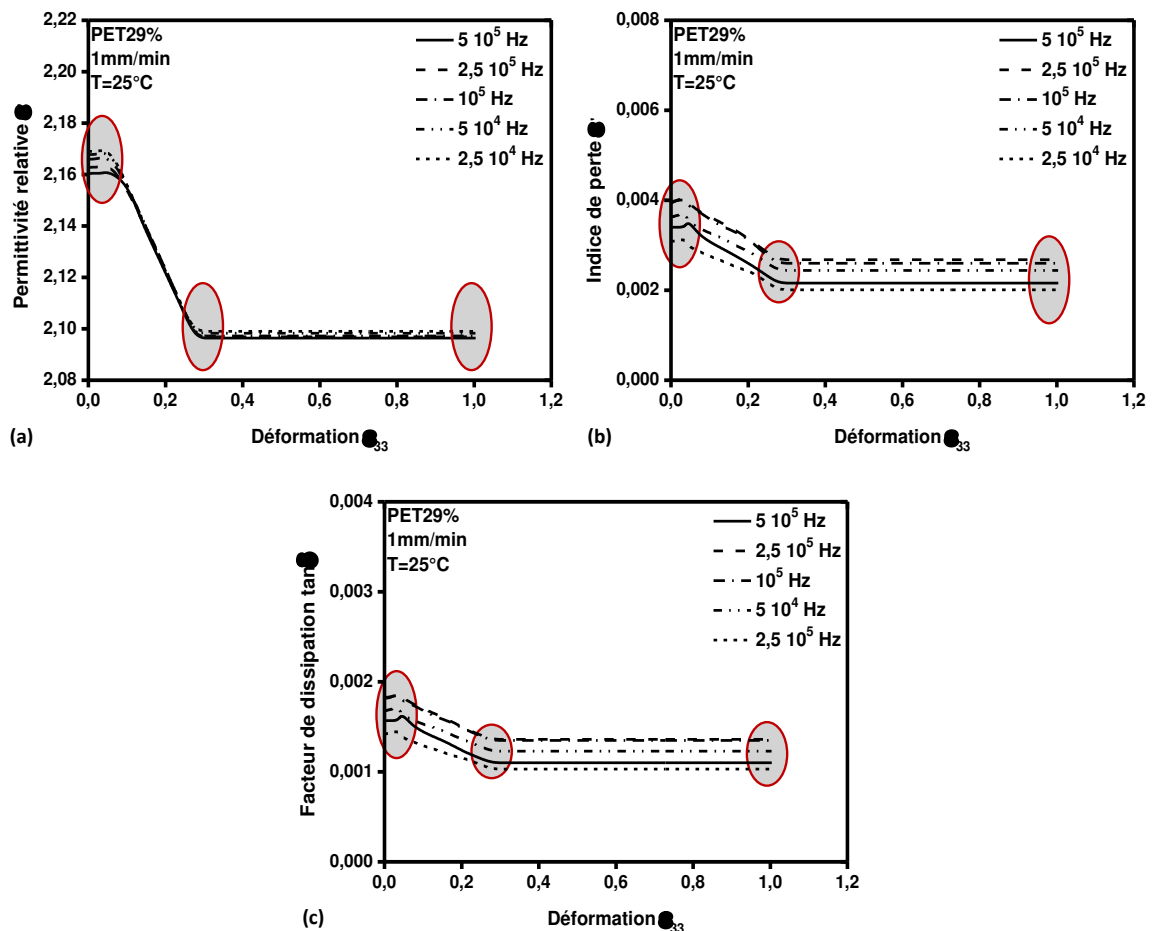 2,22
2,20
2,18
2,16
2,14
2,12
2,10
2,08
Permittivité relative
PET29%
1mm/min
T=25°C
5 10⁵ Hz
2,5 10⁵ Hz
10⁵ Hz
5 10⁴ Hz
2,5 10⁴ Hz
0,0 0,2 0,4 0,6 0,8 1,0 1,2
Déformation 33
(a)
0,008
0,006
0,004
0,002
0,000
Indice de perte
PET29%
1mm/min
T=25°C
5 10⁵ Hz
2,5 10⁵ Hz
10⁵ Hz
5 10⁴ Hz
2,5 10⁴ Hz
0,0 0,2 0,4 0,6 0,8 1,0 1,2
Déformation 33
(b)
0,004
0,003
0,002
0,001
0,000
Facteur de dissipation tan
PET29%
1mm/min
T=25°C
5 10⁵ Hz
2,5 10⁵ Hz
10⁵ Hz
5 10⁴ Hz
2,5 10⁵ Hz
0,0 0,2 0,4 0,6 0,8 1,0 1,2
Déformation 33
(c)